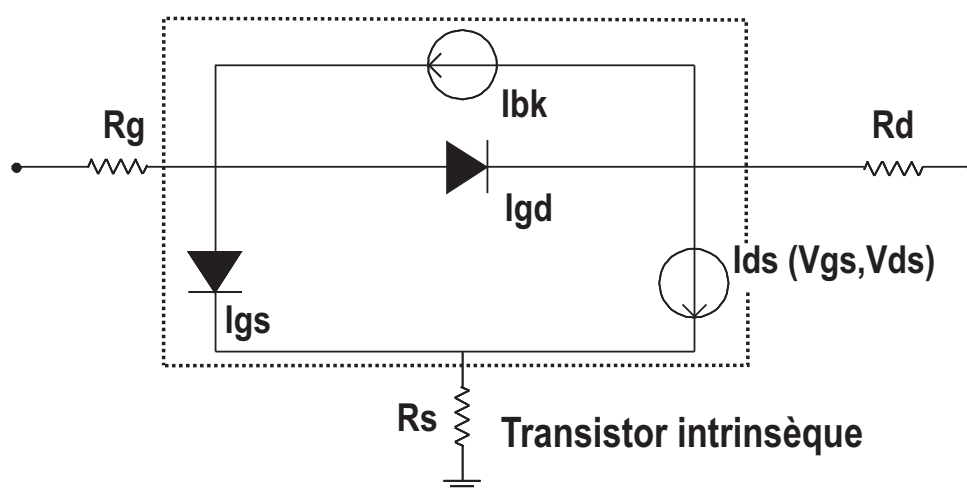 Ibk
Rg
Rd
Igd
Ids (Vgs,Vds)
Igs
Rs
Transistor intrinsèque